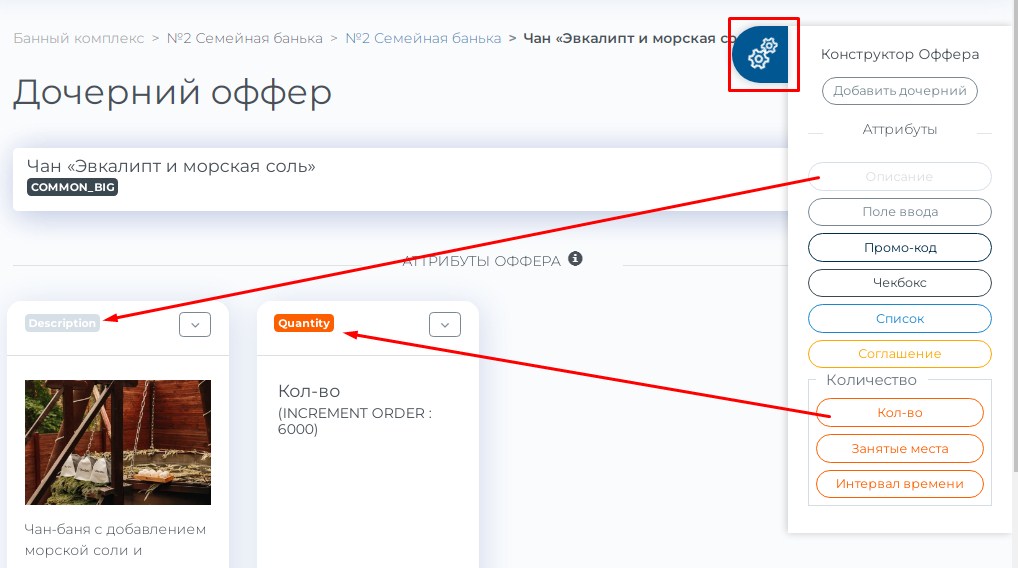 Банный комплекс > №2 Семейная банька > №2 Семейная банька > Чан «Эвкалипт и морская
Дочерний оффер
Чан «Эвкалипт и морская соль»
COMMON_BIG
АТТРИБУТЫ ОФФЕРА
Description
Чан-баня с добавлением
морской соли и
Quantity
Кол-во
(INCREMENT ORDER :
6000)
Конструктор Оффера
Добавить дочерний
Аттрибуты
Описание
Поле ввода
Промо-код
Чекбокс
Список
Соглашение
Количество
Кол-во
Занятые места
Интервал времени